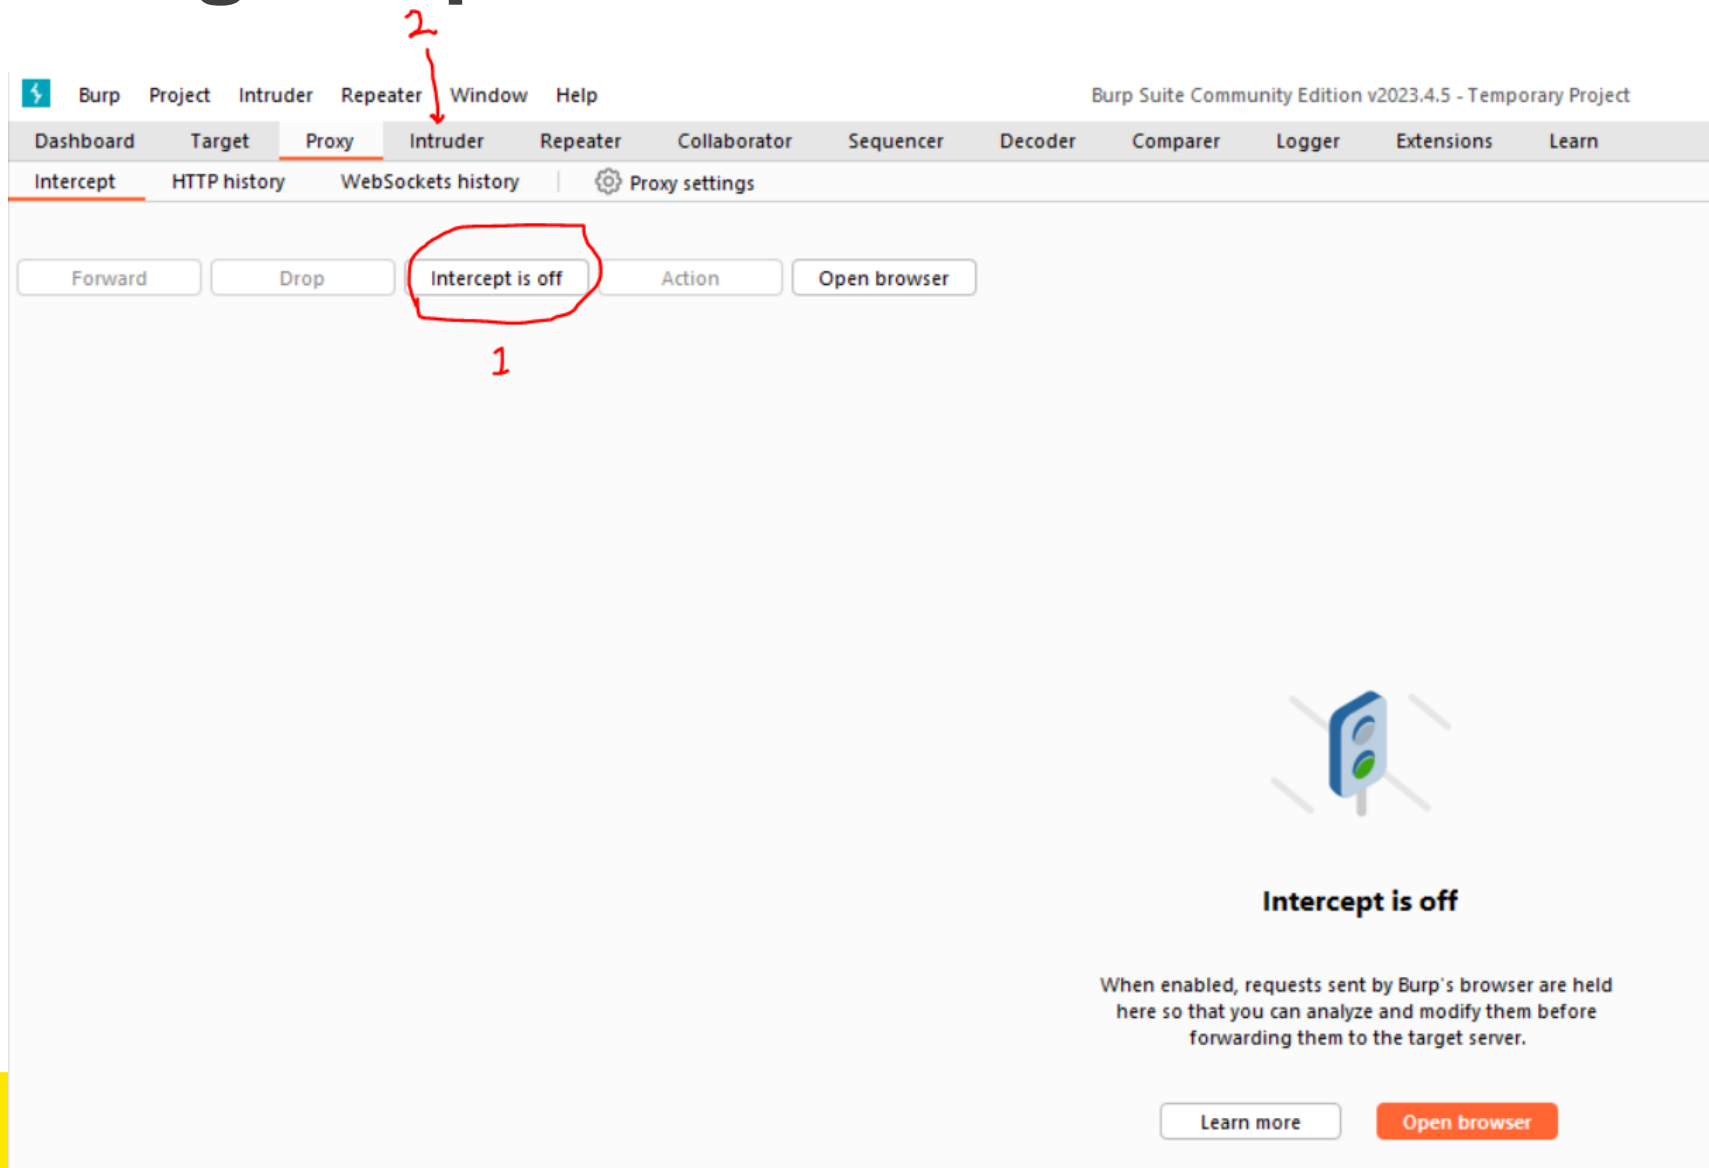 2
Burp Project Intruder Repeater Window Help Burp Suite Community Edition v2023.4.5 - Temporary Project
Dashboard Target Proxy Intruder Repeater Collaborator Sequencer Decoder Comparer Logger Extensions Learn
Intercept HTTP history WebSockets history Proxy settings
Forward Drop Intercept is off Action Open browser
1
Intercept is off
When enabled, requests sent by Burp's browser are held
here so that you can analyze and modify them before
forwarding them to the target server.
Learn more Open browser